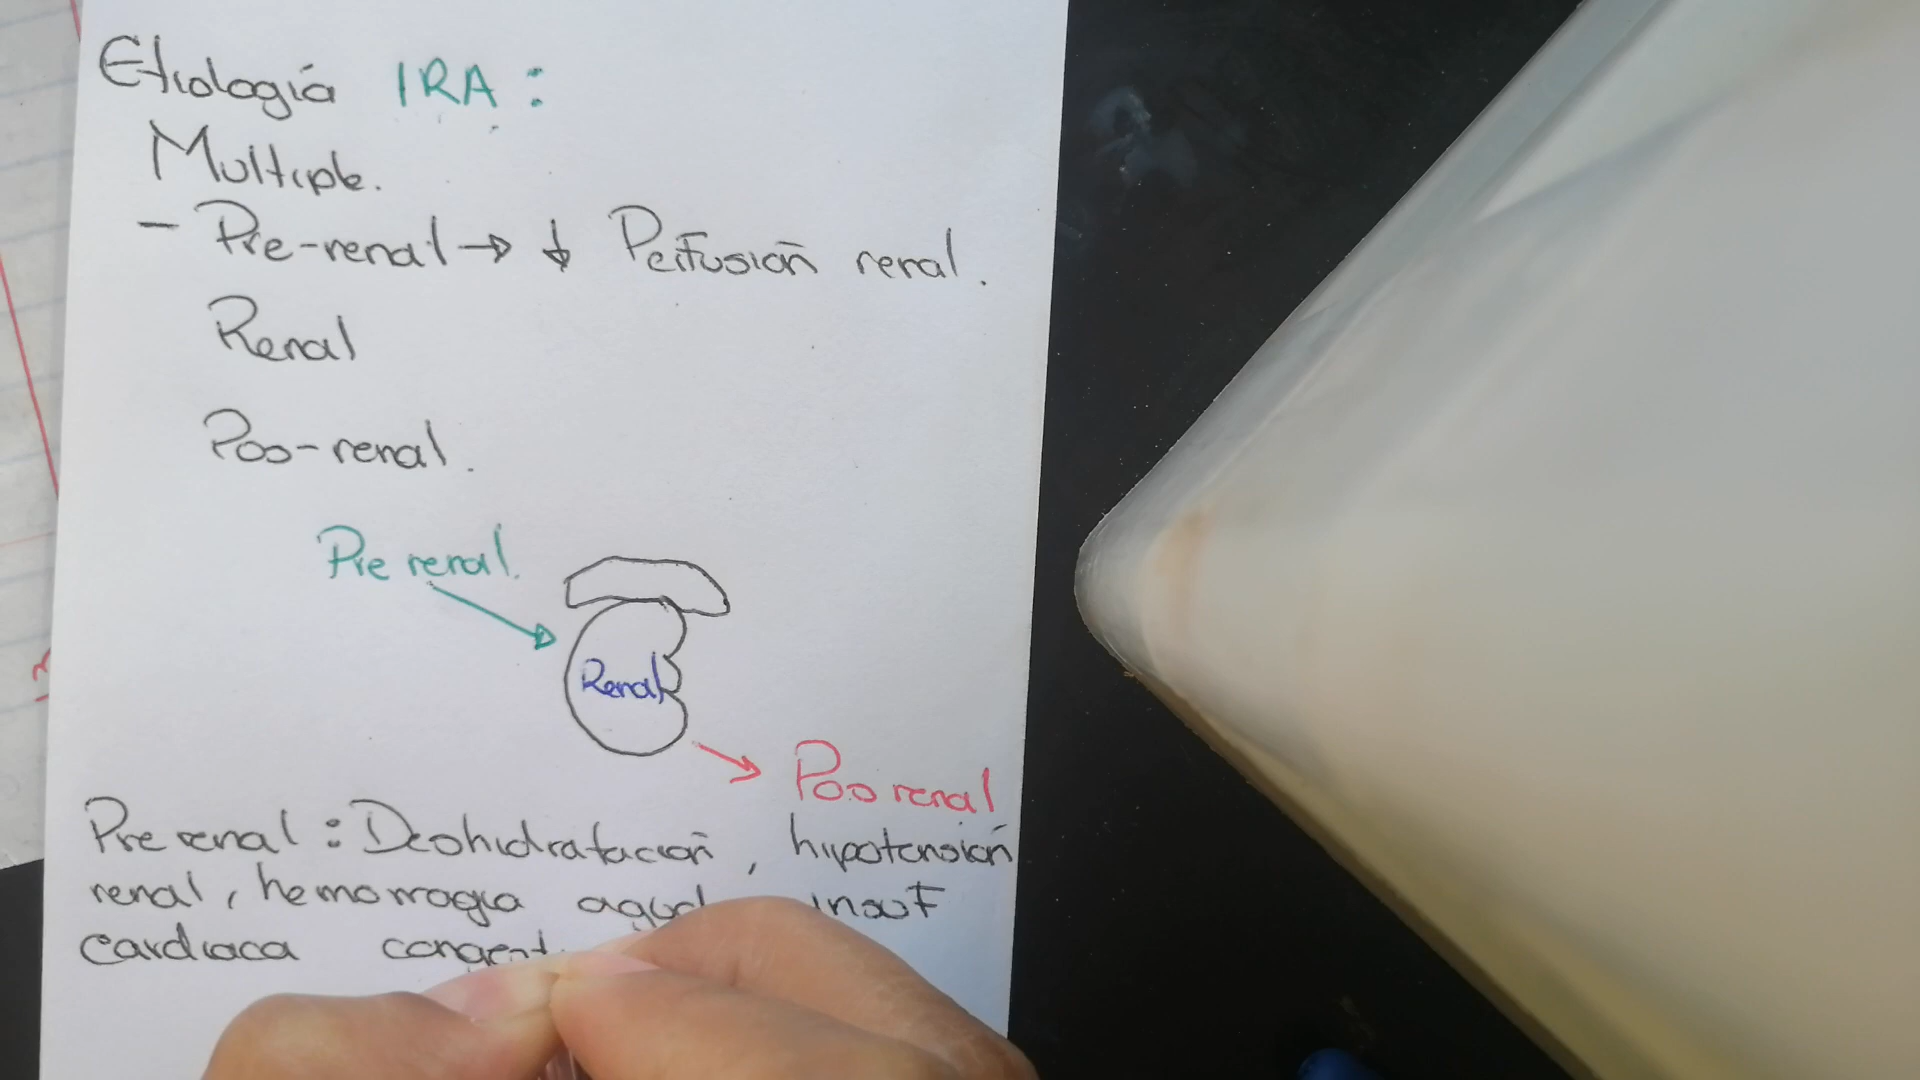 Etiología IRA:
Multiple.
- Pre-renal → ↓ Perfusión renal.
Renal
Pos-renal.
Pre renal.
Renal
Pos renal
Pre renal: Deshidratación, hipotensión
renal, hemorragia insuf
cardiaca